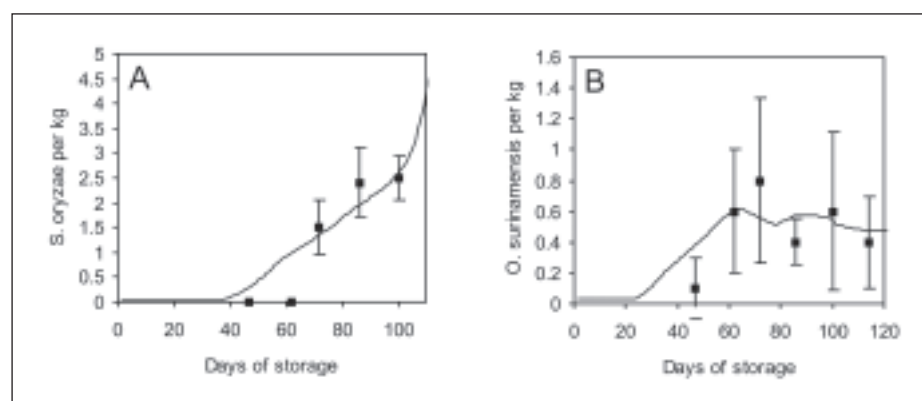 A
S. oryzae per kg
5
4.5
4
3.5
3
2.5
2
1.5
1
0.5
0
0 20 40 60 80 100
Days of storage
B
O. surinamensis per kg
1.6
1.4
1.2
1
0.8
0.6
0.4
0.2
0
0 20 40 60 80 100 120
Days of storage